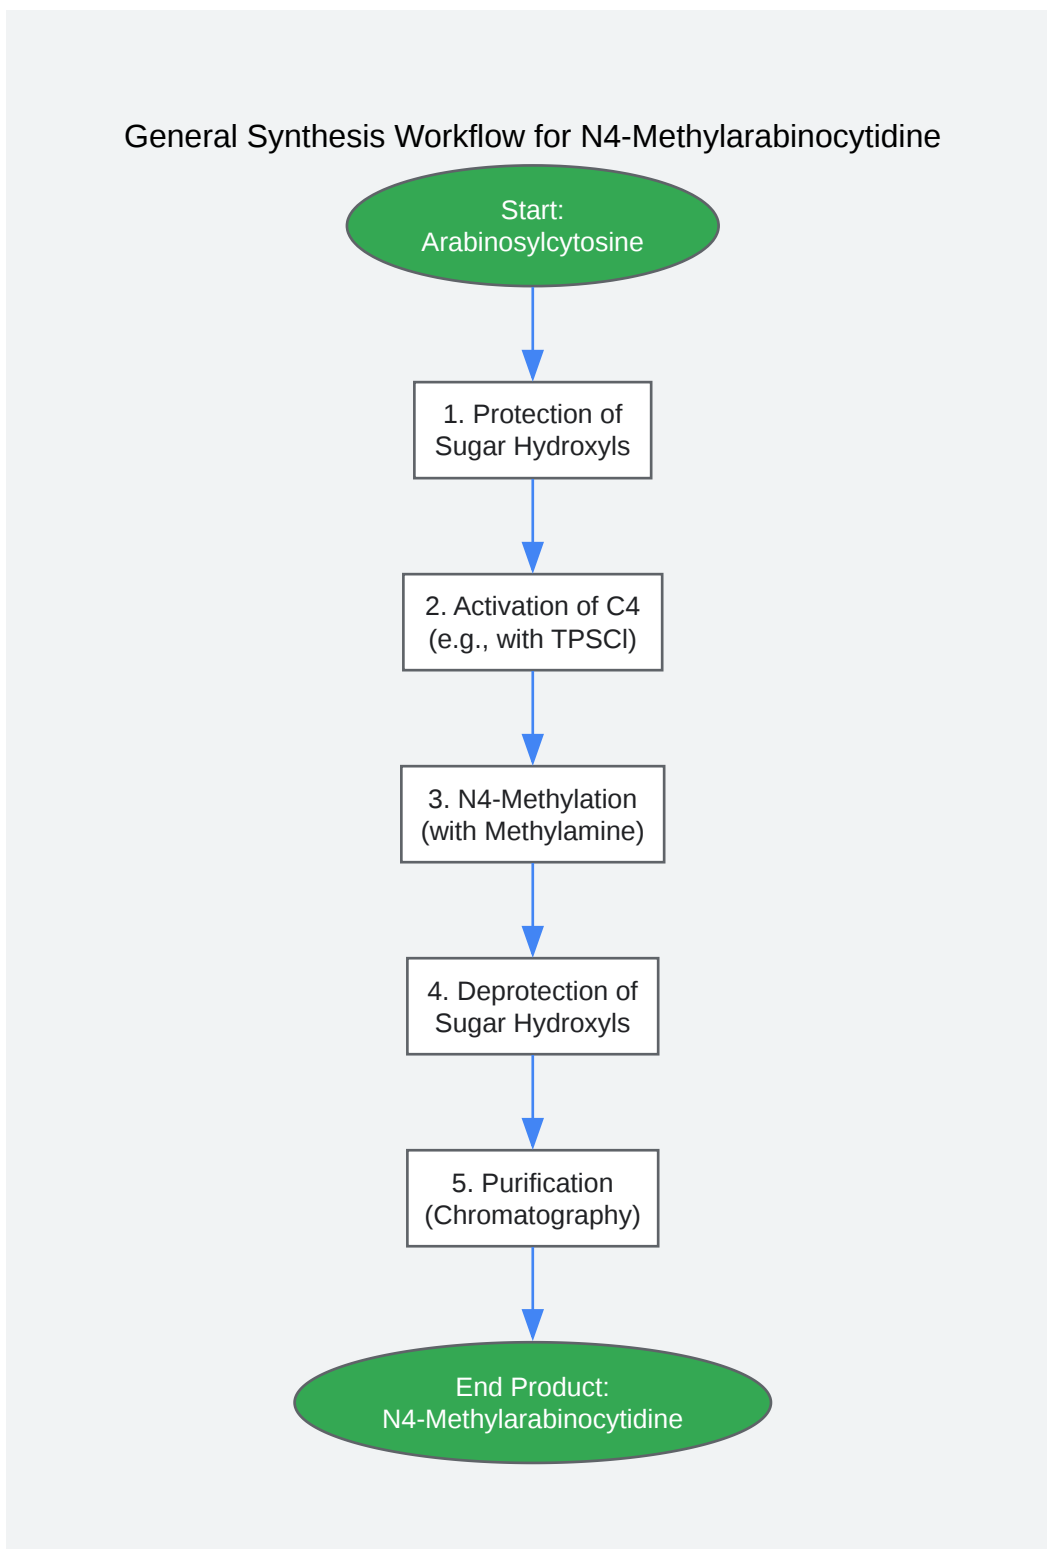 General Synthesis Workflow for N4-Methylarabinocytidine
Start:
Arabinosylcytosine
1. Protection of
Sugar Hydroxyls
2. Activation of C4
(e.g., with TPSCl)
3. N4-Methylation
(with Methylamine)
4. Deprotection of
Sugar Hydroxyls
5. Purification
(Chromatography)
End Product:
N4-Methylarabinocytidine